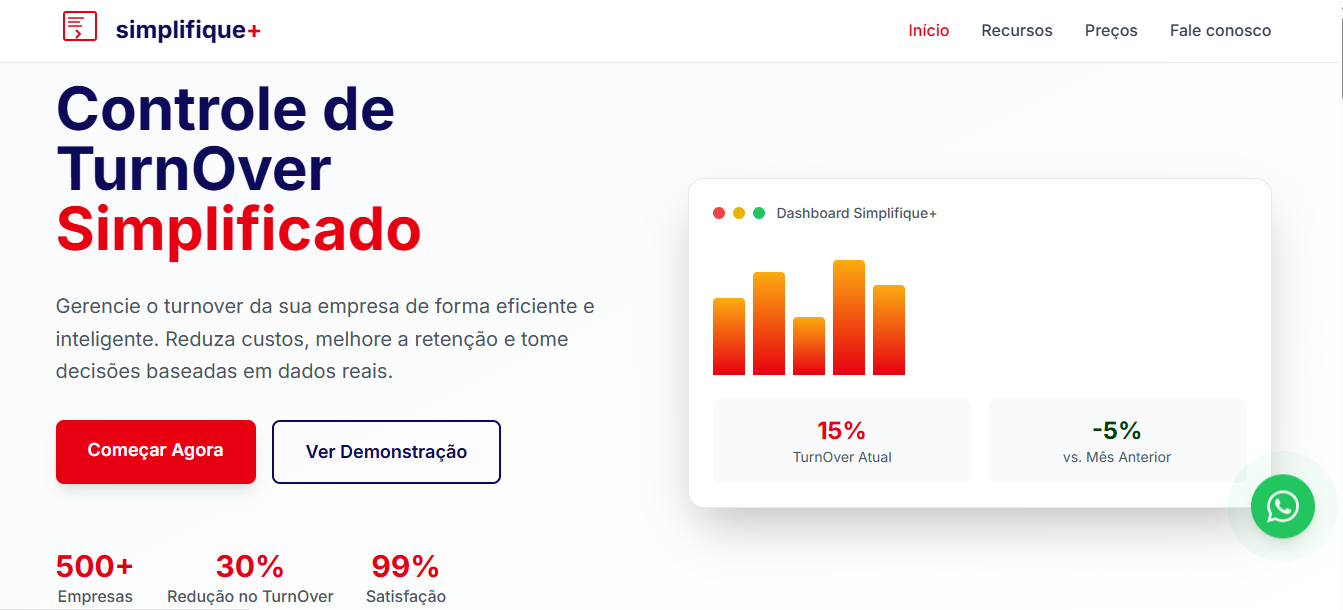 simplifique+
Início
Recursos
Preços
Fale conosco
Controle de
TurnOver
Simplificado
Gerencie o turnover da sua empresa de forma eficiente e
inteligente. Reduza custos, melhore a retenção e tome
decisões baseadas em dados reais.
Começar Agora
Ver Demonstração
500+
Empresas
30%
Redução no TurnOver
99%
Satisfação
Dashboard Simplifique+
15%
TurnOver Atual
-5%
vs. Mês Anterior